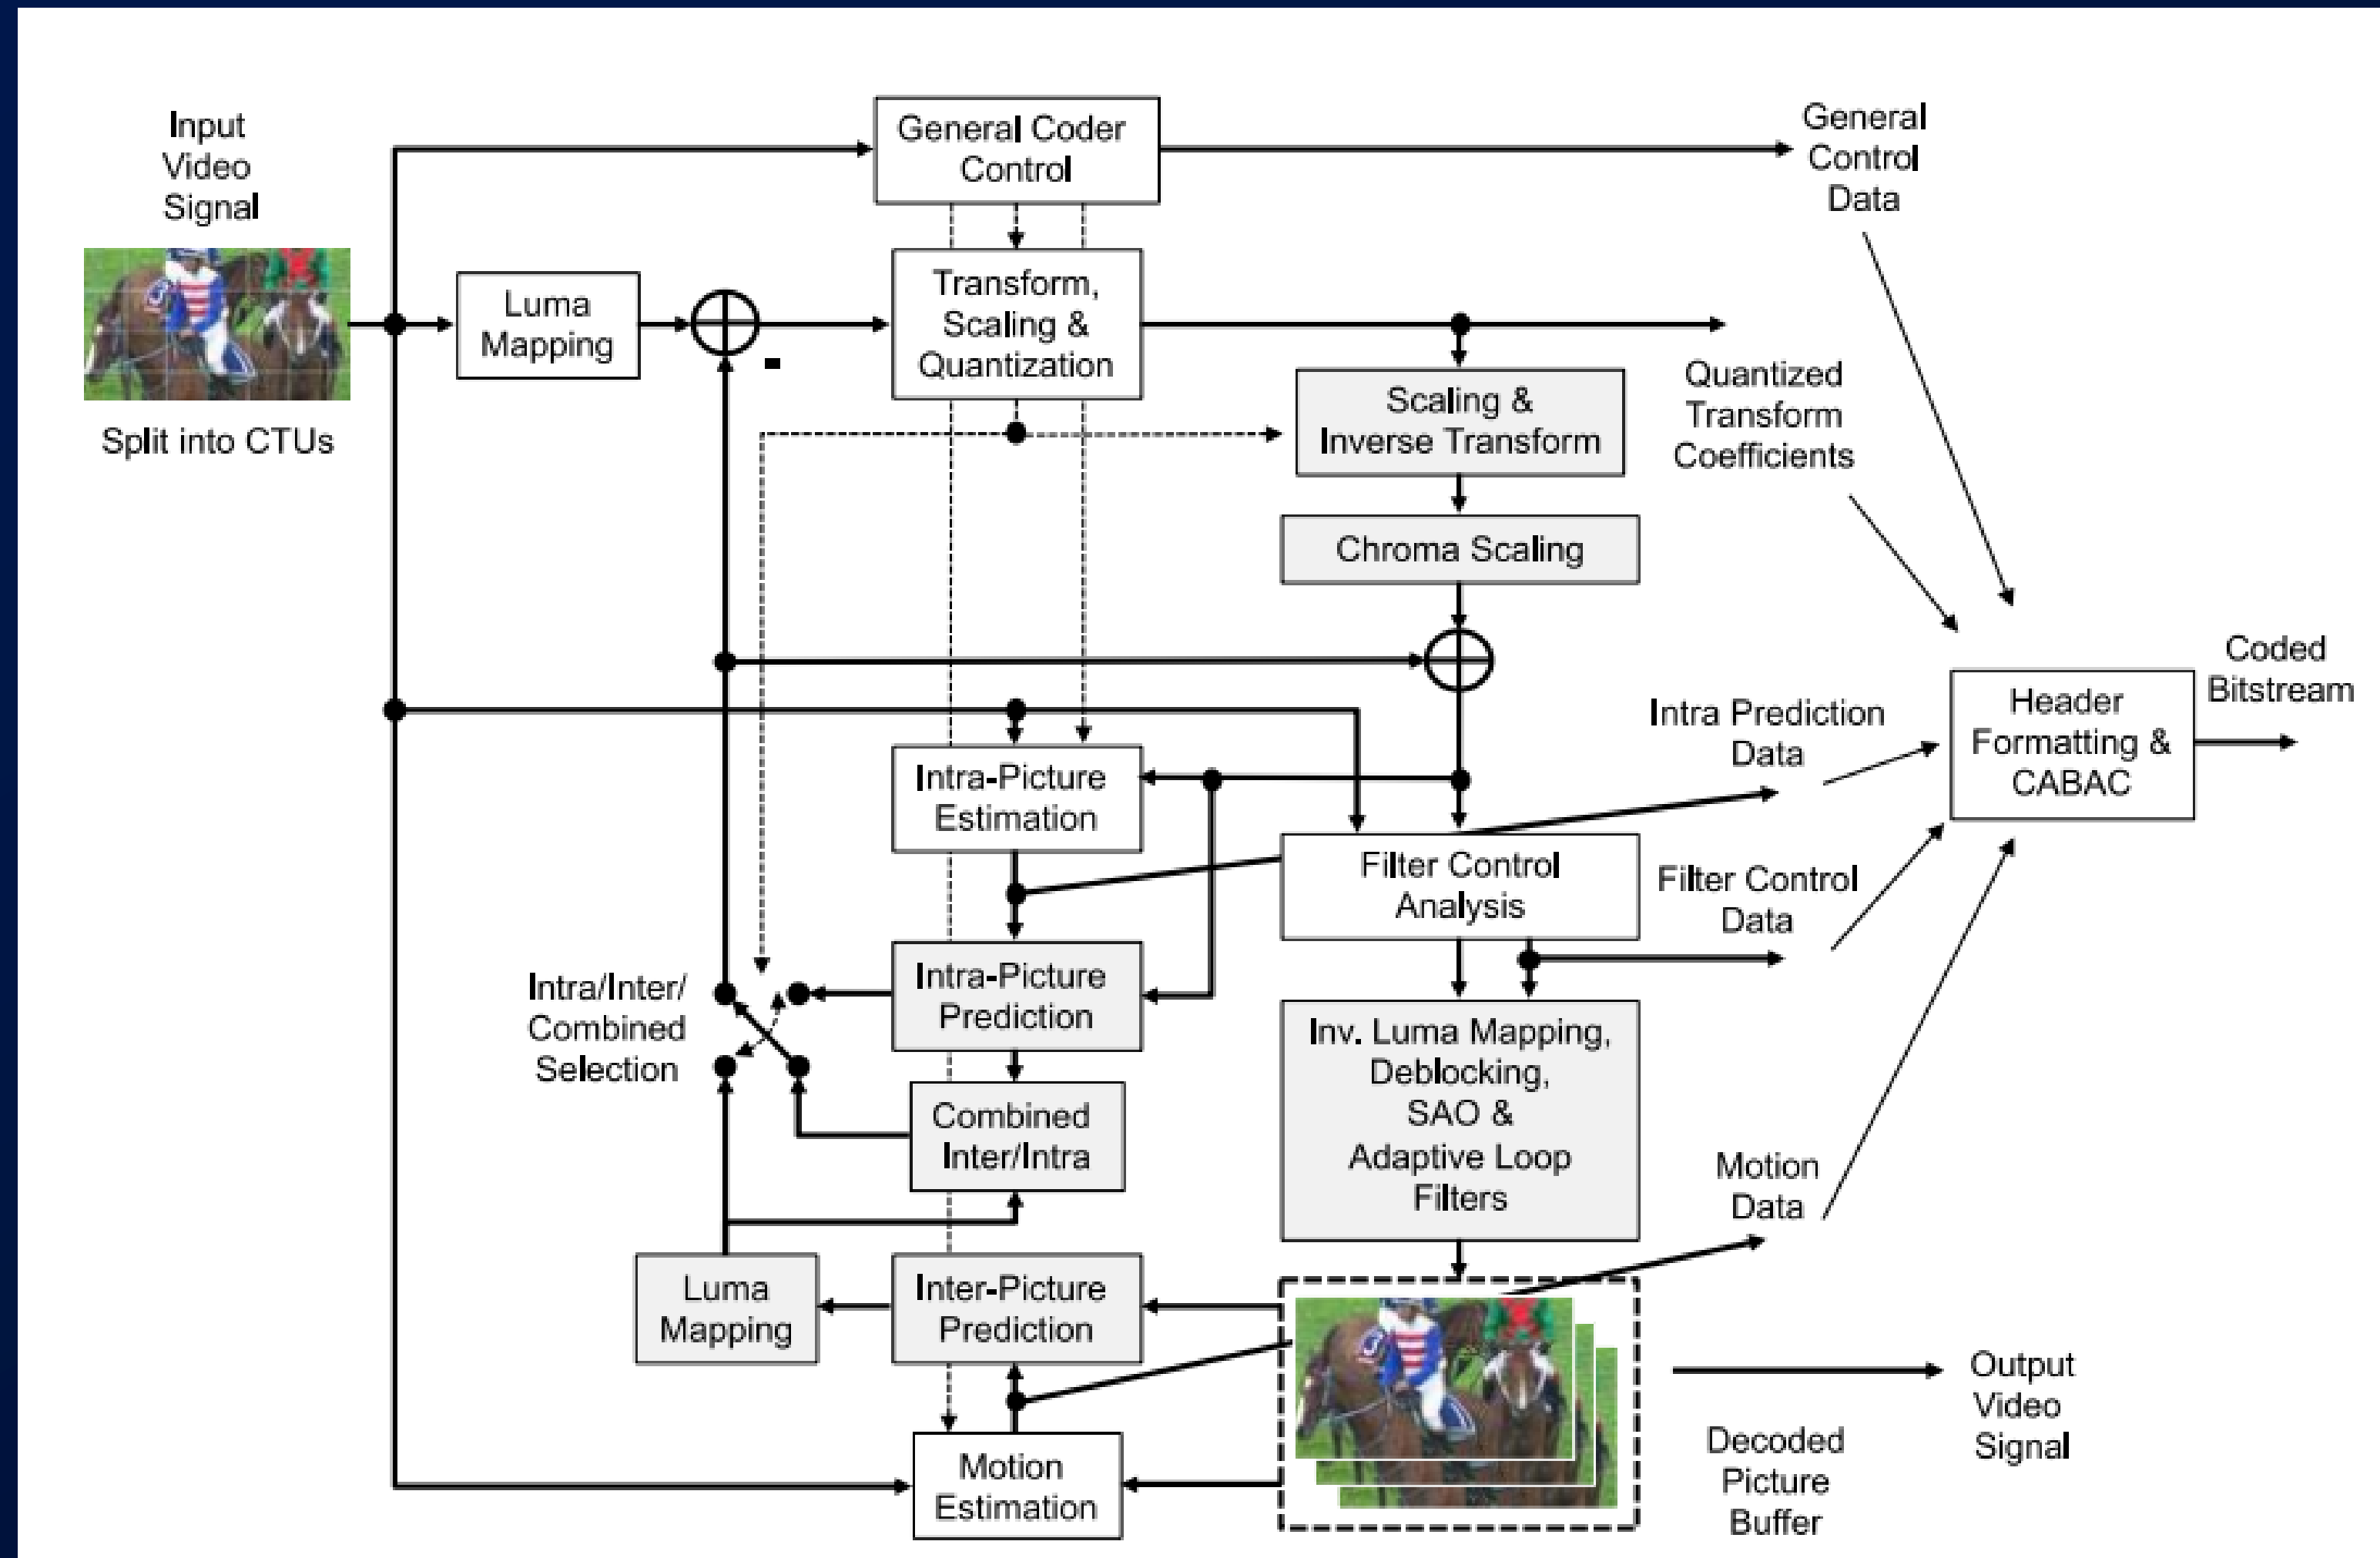 Input
Video
Signal
Split into CTUs
General Coder
Control
General
Control
Data
Luma
Mapping
-
Transform,
Scaling &
Quantization
Scaling &
Inverse Transform
Quantized
Transform
Coefficients
Chroma Scaling
Coded
Bitstream
Header
Formatting &
CABAC
Intra Prediction
Data
Intra-Picture
Estimation
Filter Control
Analysis
Filter Control
Data
Intra/Inter/
Combined
Selection
Intra-Picture
Prediction
Inv. Luma Mapping,
Deblocking,
SAO &
Adaptive Loop
Filters
Combined
Inter/Intra
Motion
Data
Luma
Mapping
Inter-Picture
Prediction
Output
Video
Signal
Motion
Estimation
Decoded
Picture
Buffer